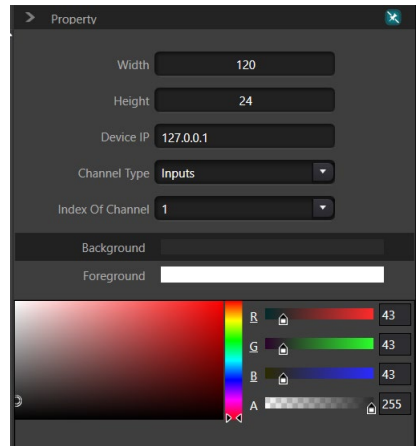 Property
Width 120
Height 24
Device IP 127.0.0.1
Channel Type Inputs
Index Of Channel 1
Background
Foreground
R 43
G 43
B 43
A 255